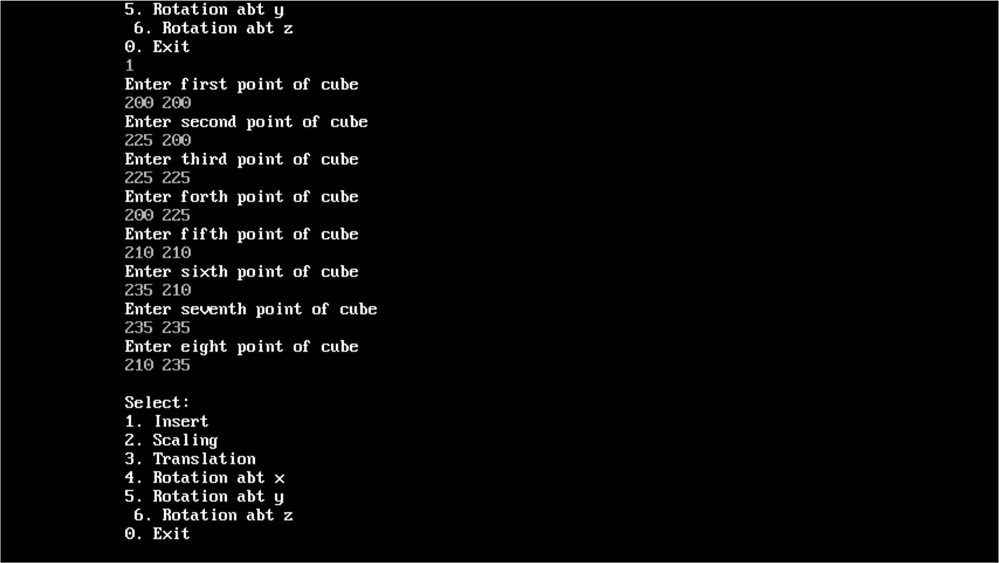 5. Rotation abt y
 6. Rotation abt z
0. Exit
1
Enter first point of cube
200 200
Enter second point of cube
225 200
Enter third point of cube
225 225
Enter forth point of cube
200 225
Enter fifth point of cube
210 210
Enter sixth point of cube
235 210
Enter seventh point of cube
235 235
Enter eight point of cube
210 235

Select:
1. Insert
2. Scaling
3. Translation
4. Rotation abt x
5. Rotation abt y
 6. Rotation abt z
0. Exit